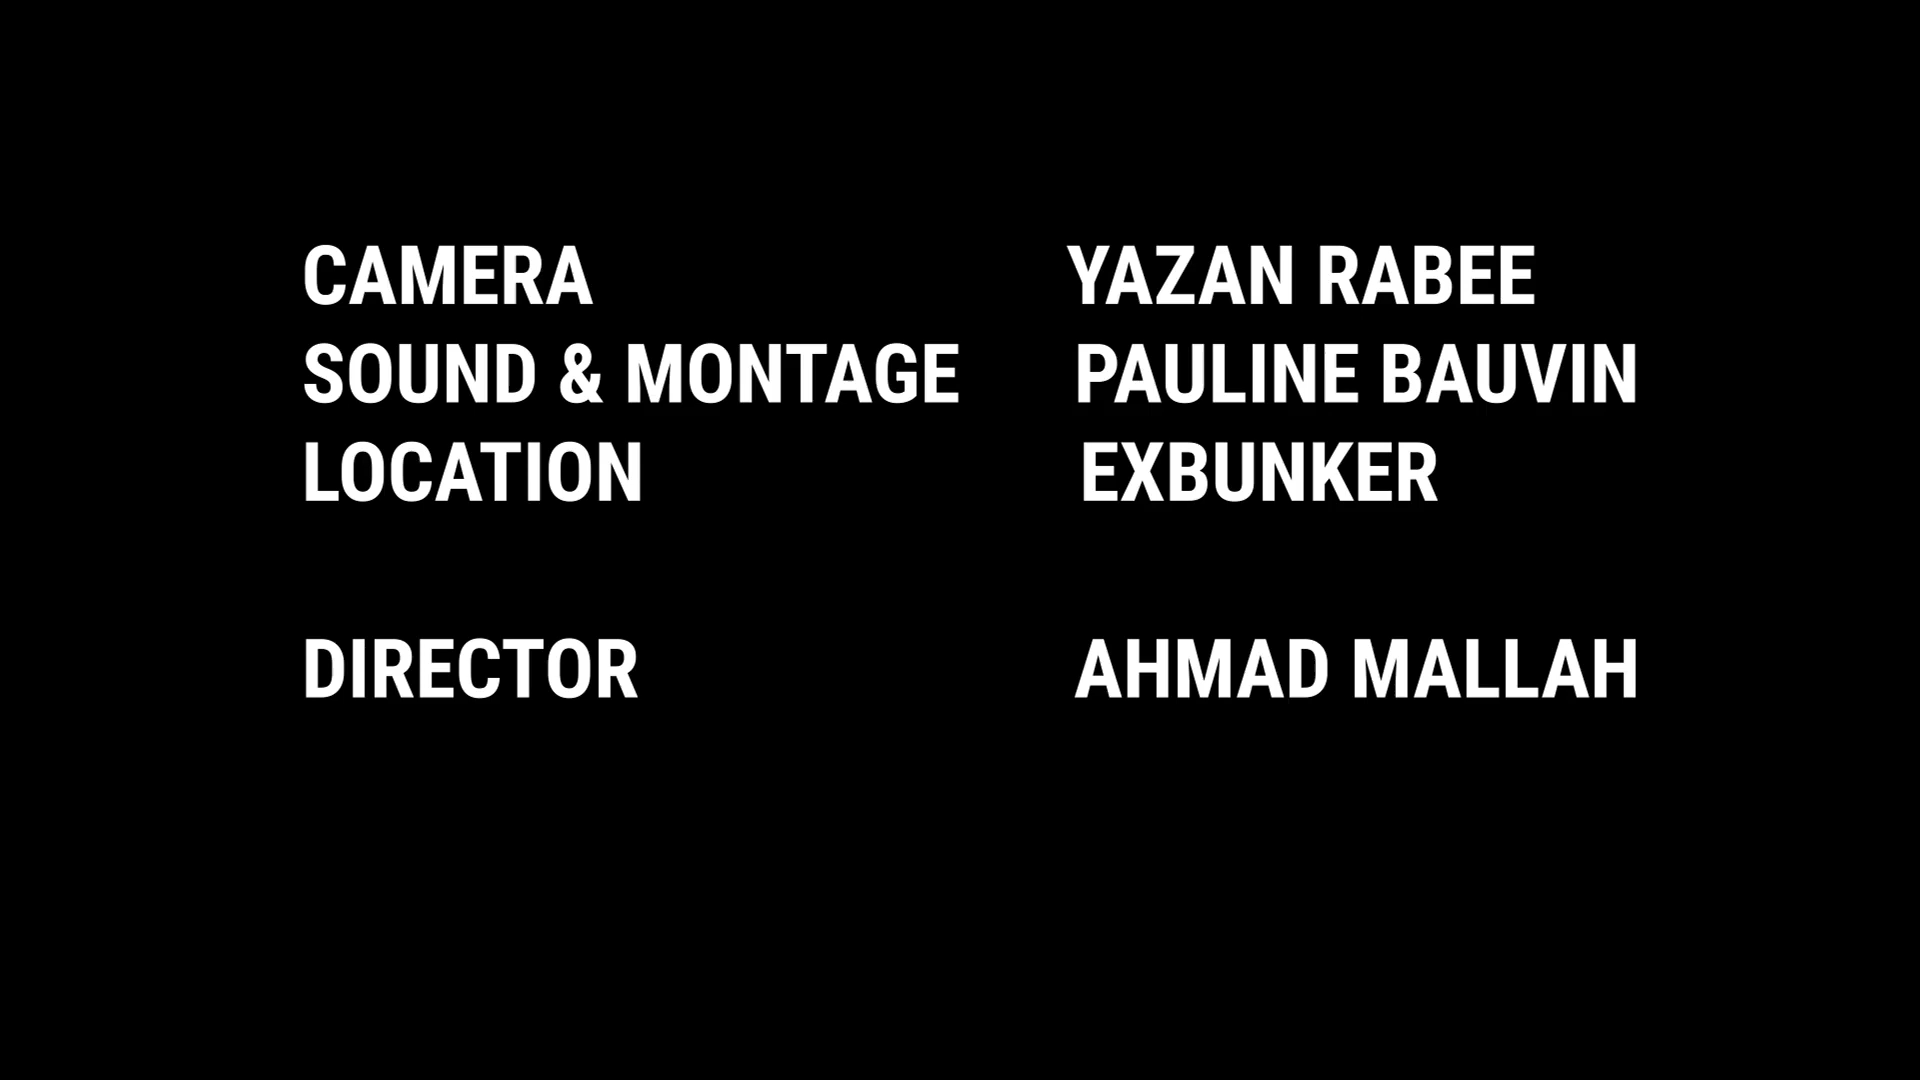 CAMERA YAZAN RABEE
SOUND & MONTAGE PAULINE BAUVIN
LOCATION EXBUNKER
DIRECTOR AHMAD MALLAH